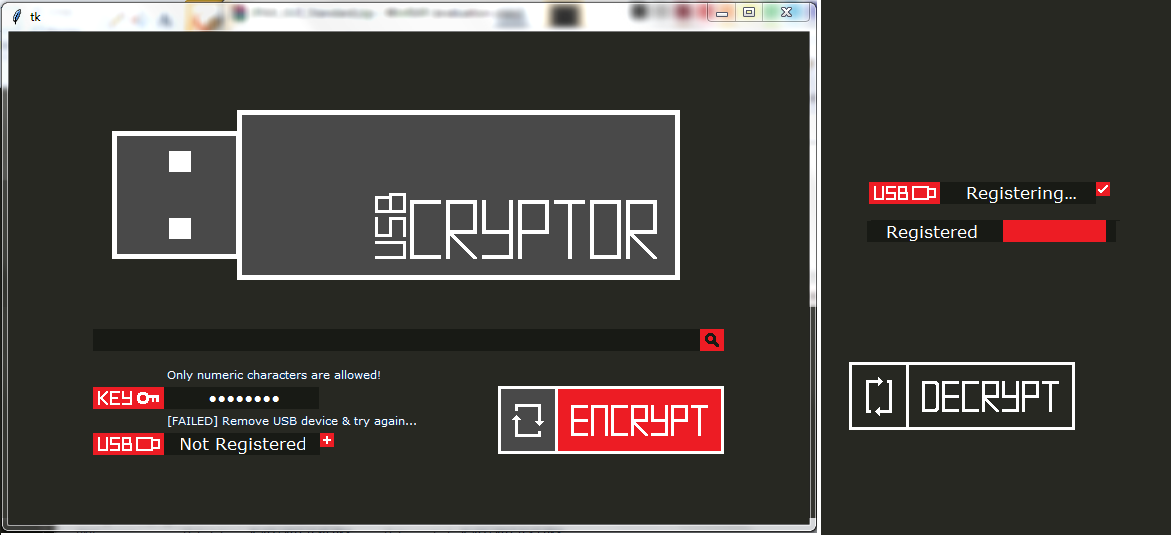 tk
USB
CRYPTOR
Only numeric characters are allowed!
KEY
[FAILED] Remove USB device & try again...
USB Not Registered
ENCRYPT
USB Registering...
Registered
DECRYPT